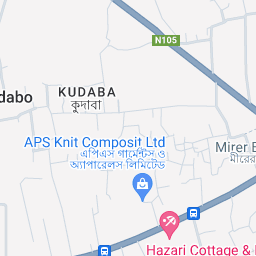 N105
KUDABA
কুদাবা
dabo
APS Knit Composit Ltd
এপিএস গার্মেন্টস ও
অ্যাপারেলস লিমিটেড
Mirer B
মীরের
Hazari Cottage &